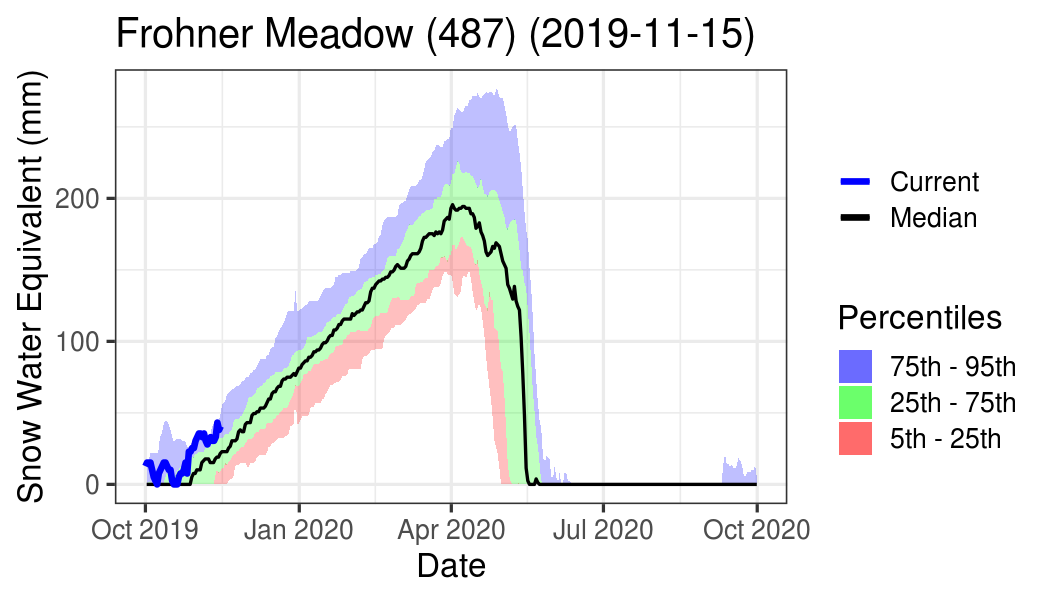 Frohner Meadow (487) (2019-11-15)
Snow Water Equivalent (mm)
200
100
0
Oct 2019 Jan 2020 Apr 2020 Jul 2020 Oct 2020
Date
Current
Median
Percentiles
75th - 95th
25th - 75th
5th - 25th